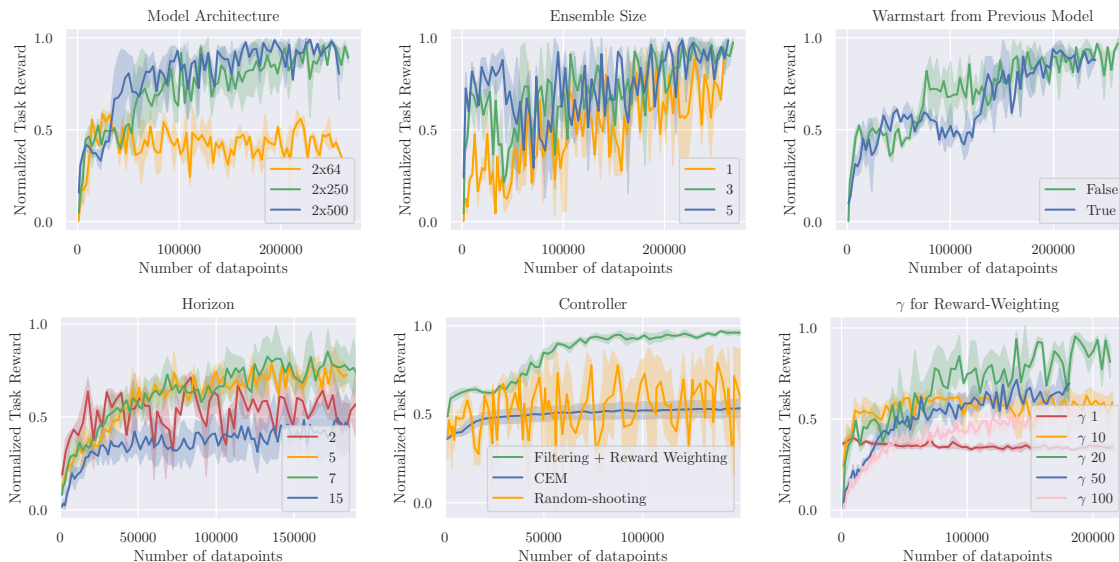 Model Architecture
Normalized Task Reward
1.0
0.5
0.0
2x64
2x250
2x500
0
100000
200000
Number of datapoints
Ensemble Size
Normalized Task Reward
1.0
0.5
0.0
1
3
5
0
100000
200000
Number of datapoints
Warmstart from Previous Model
Normalized Task Reward
1.0
0.5
0.0
False
True
0
100000
200000
Number of datapoints
Horizon
Normalized Task Reward
1.0
0.5
0.0
2
5
7
15
0
50000
100000
150000
Number of datapoints
Controller
Normalized Task Reward
1.0
0.5
0.0
Filtering + Reward Weighting
CEM
Random-shooting
0
50000
100000
Number of datapoints
γ for Reward-Weighting
Normalized Task Reward
1.0
0.5
0.0
γ 1
γ 10
γ 20
γ 50
γ 100
0
100000
200000
Number of datapoints